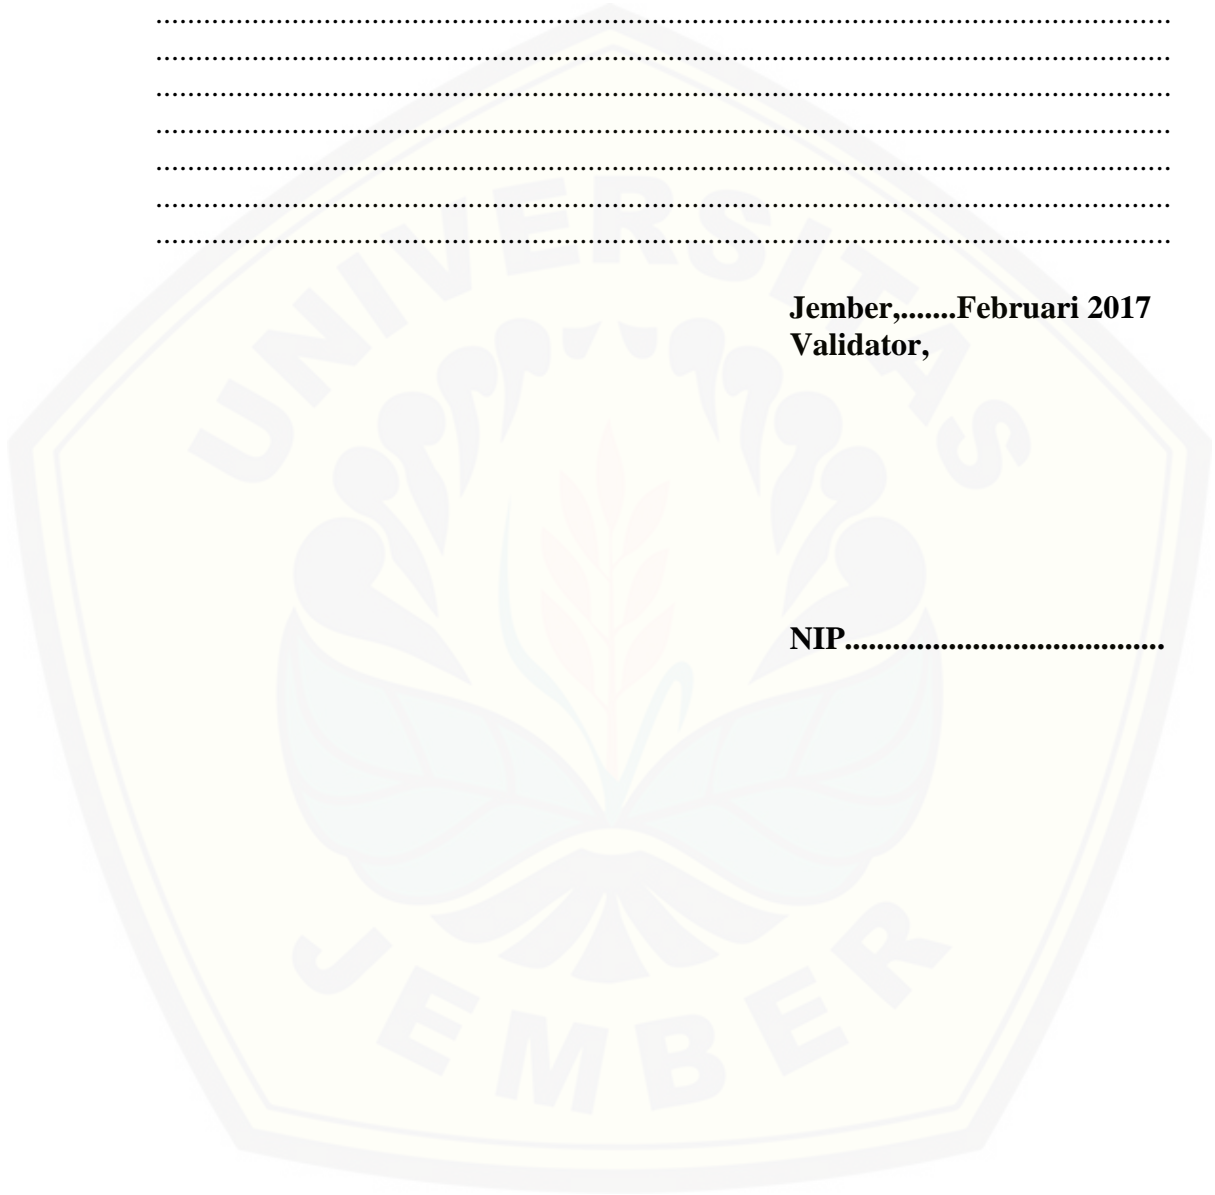 ................................................................................................................................
................................................................................................................................
................................................................................................................................
................................................................................................................................
................................................................................................................................
................................................................................................................................
................................................................................................................................
Jember,.......Februari 2017
Validator,
NIP........................................
UNIVERSITAS
JEMBER